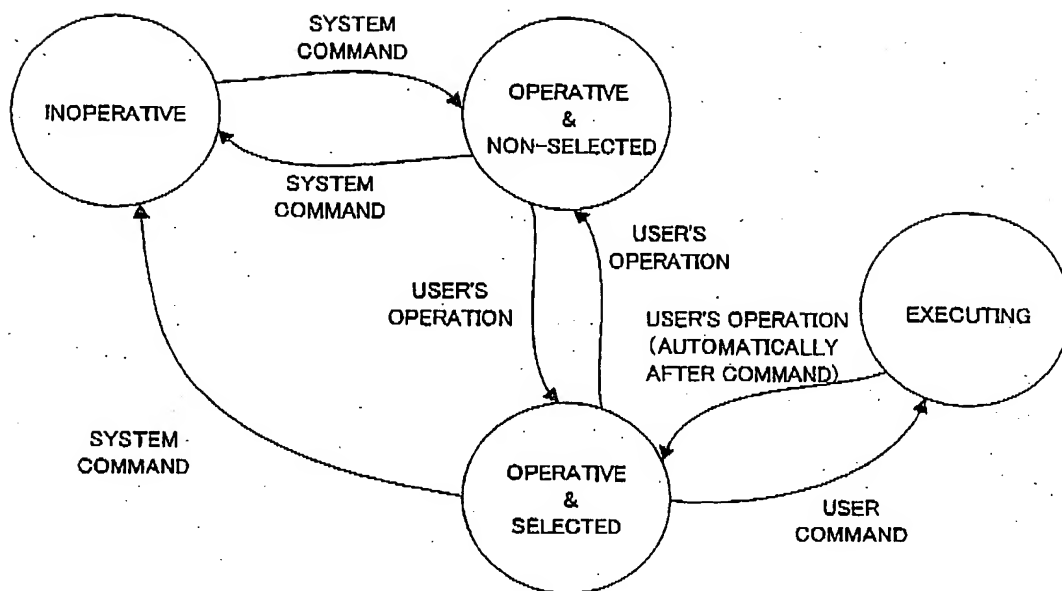 SYSTEM
COMMAND
INOPERATIVE
OPERATIVE
&
NON-SELECTED
SYSTEM
COMMAND
USER'S
OPERATION
USER'S
OPERATION
EXECUTING
USER'S OPERATION
(AUTOMATICALLY
AFTER COMMAND)
SYSTEM
COMMAND
OPERATIVE
&
SELECTED
USER
COMMAND